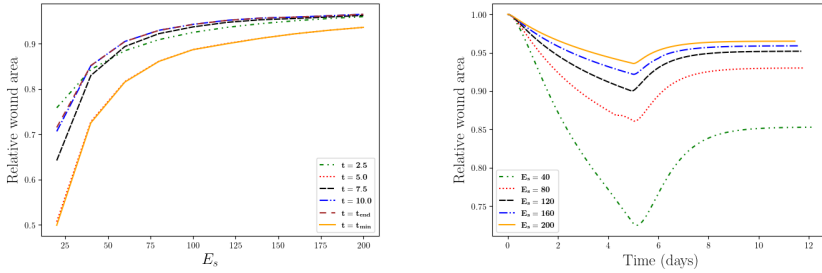 Relative wound area
0.9
0.8
0.7
0.6
0.5
25 50 75 100 125 150 175 200
E_s
t = 2.5
t = 5.0
t = 7.5
t = 10.0
t = t_end
t = t_min
Relative wound area
1.00
0.95
0.90
0.85
0.80
0.75
0 2 4 6 8 10 12
Time (days)
E_s = 40
E_s = 80
E_s = 120
E_s = 160
E_s = 200